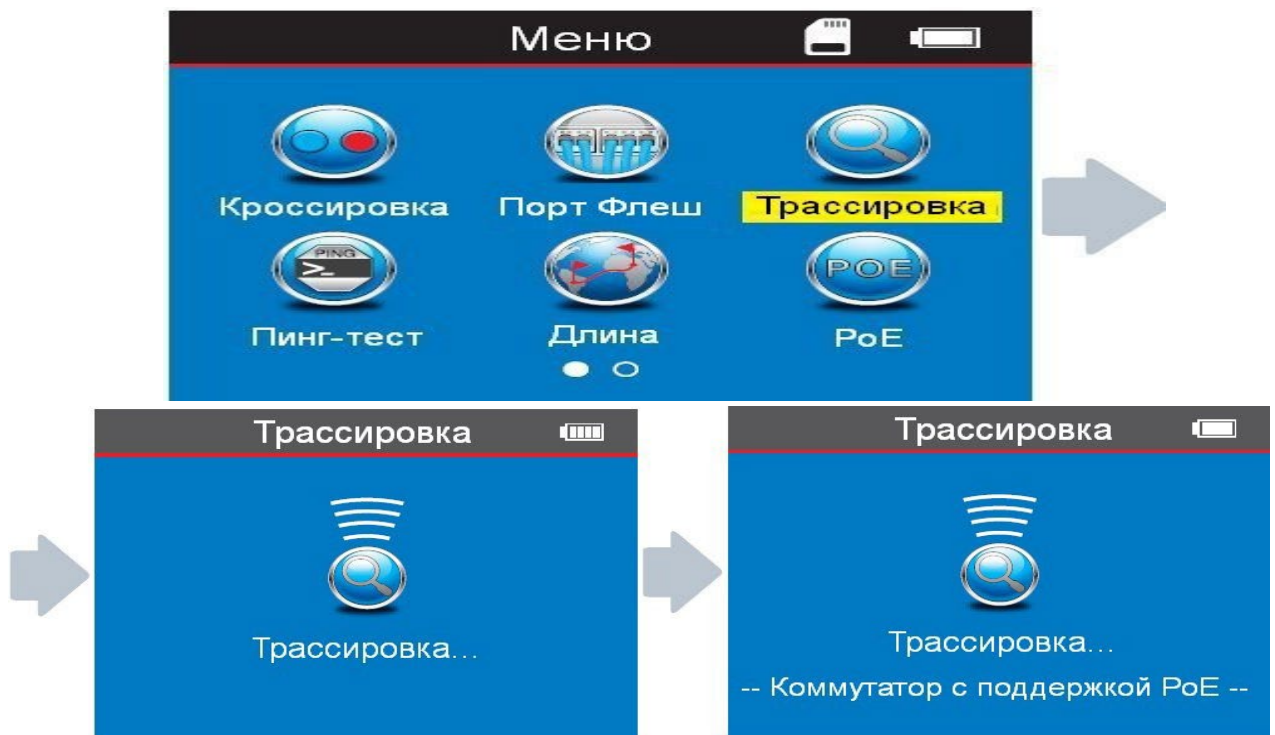 Меню
Кроссировка Порт Флеш Трассировка
PING
>_
POE
Пинг-тест Длина PoE
Трассировка
Трассировка...
Трассировка
Трассировка...
-- Коммутатор с поддержкой PoE --